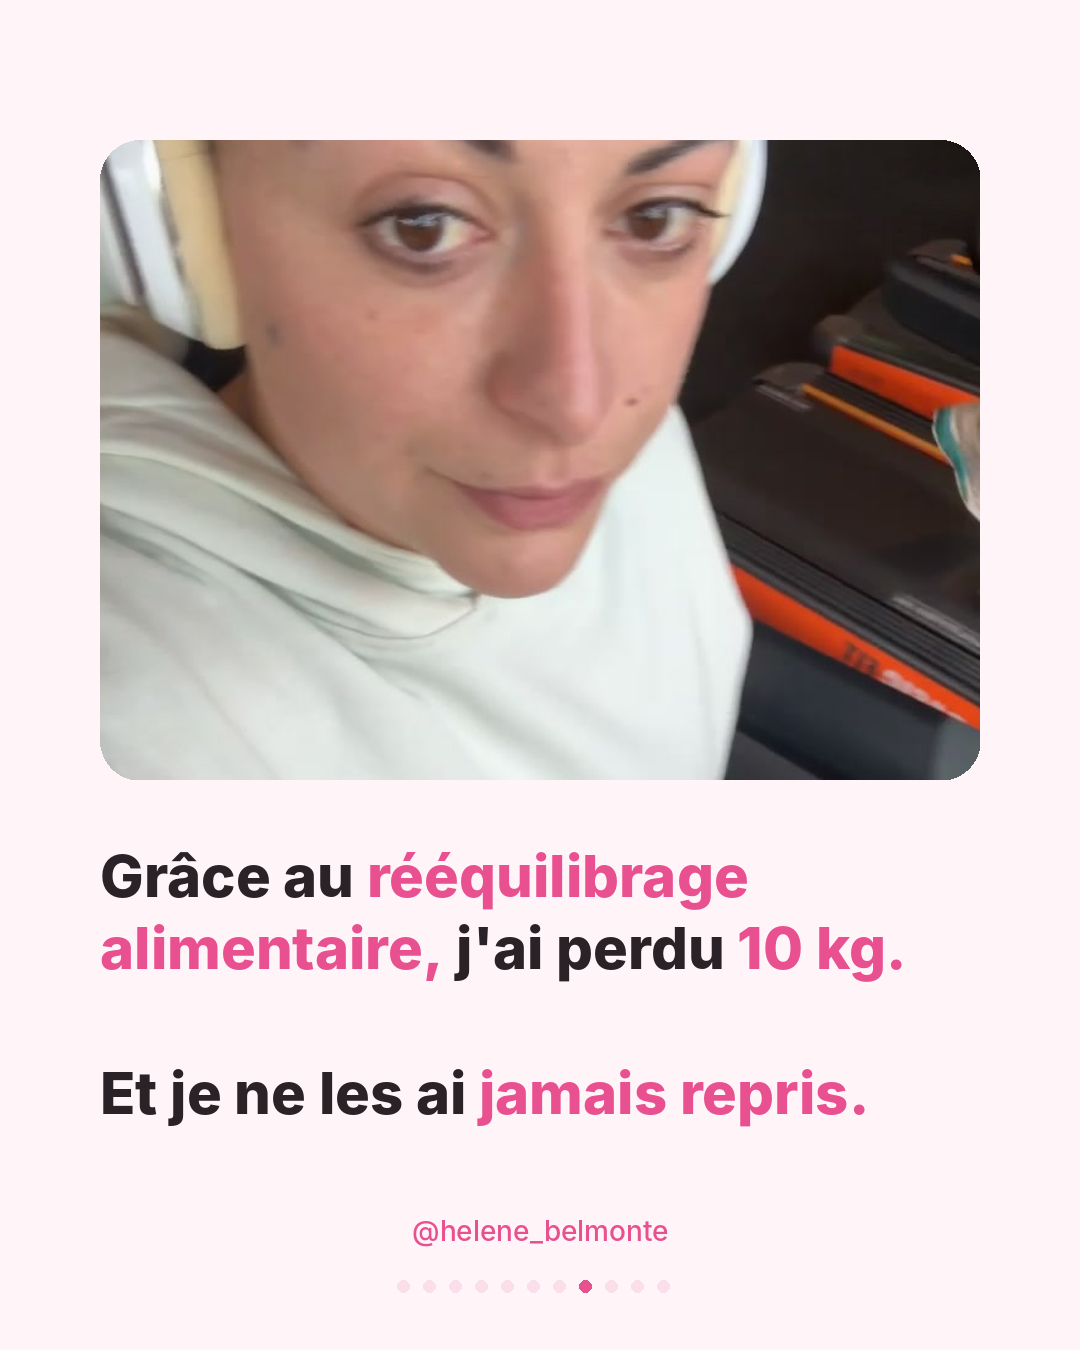 Grâce au rééquilibrage
alimentaire, j'ai perdu 10 kg.
Et je ne les ai jamais repris.
@helene_belmonte